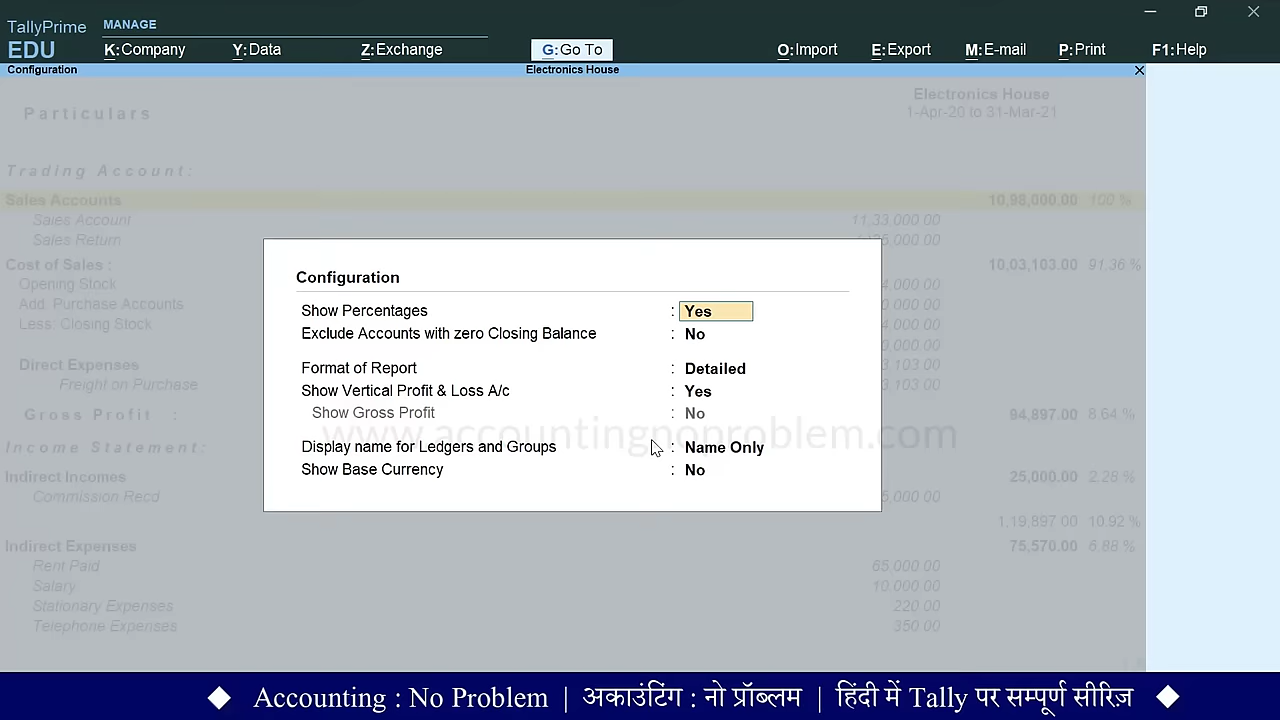 TallyPrime MANAGE
EDU K:Company Y:Data Z:Exchange G:Go To O:Import E:Export M:E-mail P:Print F1:Help
Configuration Electronics House
Electronics House
Particulars 1-Apr-20 to 31-Mar-21
Trading Account:
Sales Accounts 10,98,000.00 100 %
Sales Account 11,33,000.00
Sales Return
Cost of Sales : 10,03,103.00 91.36 %
Opening Stock
Add: Purchase Accounts
Less: Closing Stock
Direct Expenses
Freight on Purchase
Gross Profit : 94,897.00 8.64 %
Income Statement:
Indirect Incomes 25,000.00 2.28 %
Commission Recd
1,19,897.00 10.92 %
Indirect Expenses 75,570.00 6.88 %
Rent Paid 65,000.00
Salary 10,000.00
Stationary Expenses 220.00
Telephone Expenses 350.00
Configuration
Show Percentages : Yes
Exclude Accounts with zero Closing Balance : No
Format of Report : Detailed
Show Vertical Profit & Loss A/c : Yes
Show Gross Profit : No
www.accountingnoproblem.com
Display name for Ledgers and Groups : Name Only
Show Base Currency : No
Accounting : No Problem | अकाउंटिंग : नो प्रॉब्लम | हिंदी में Tally पर सम्पूर्ण सीरिज़